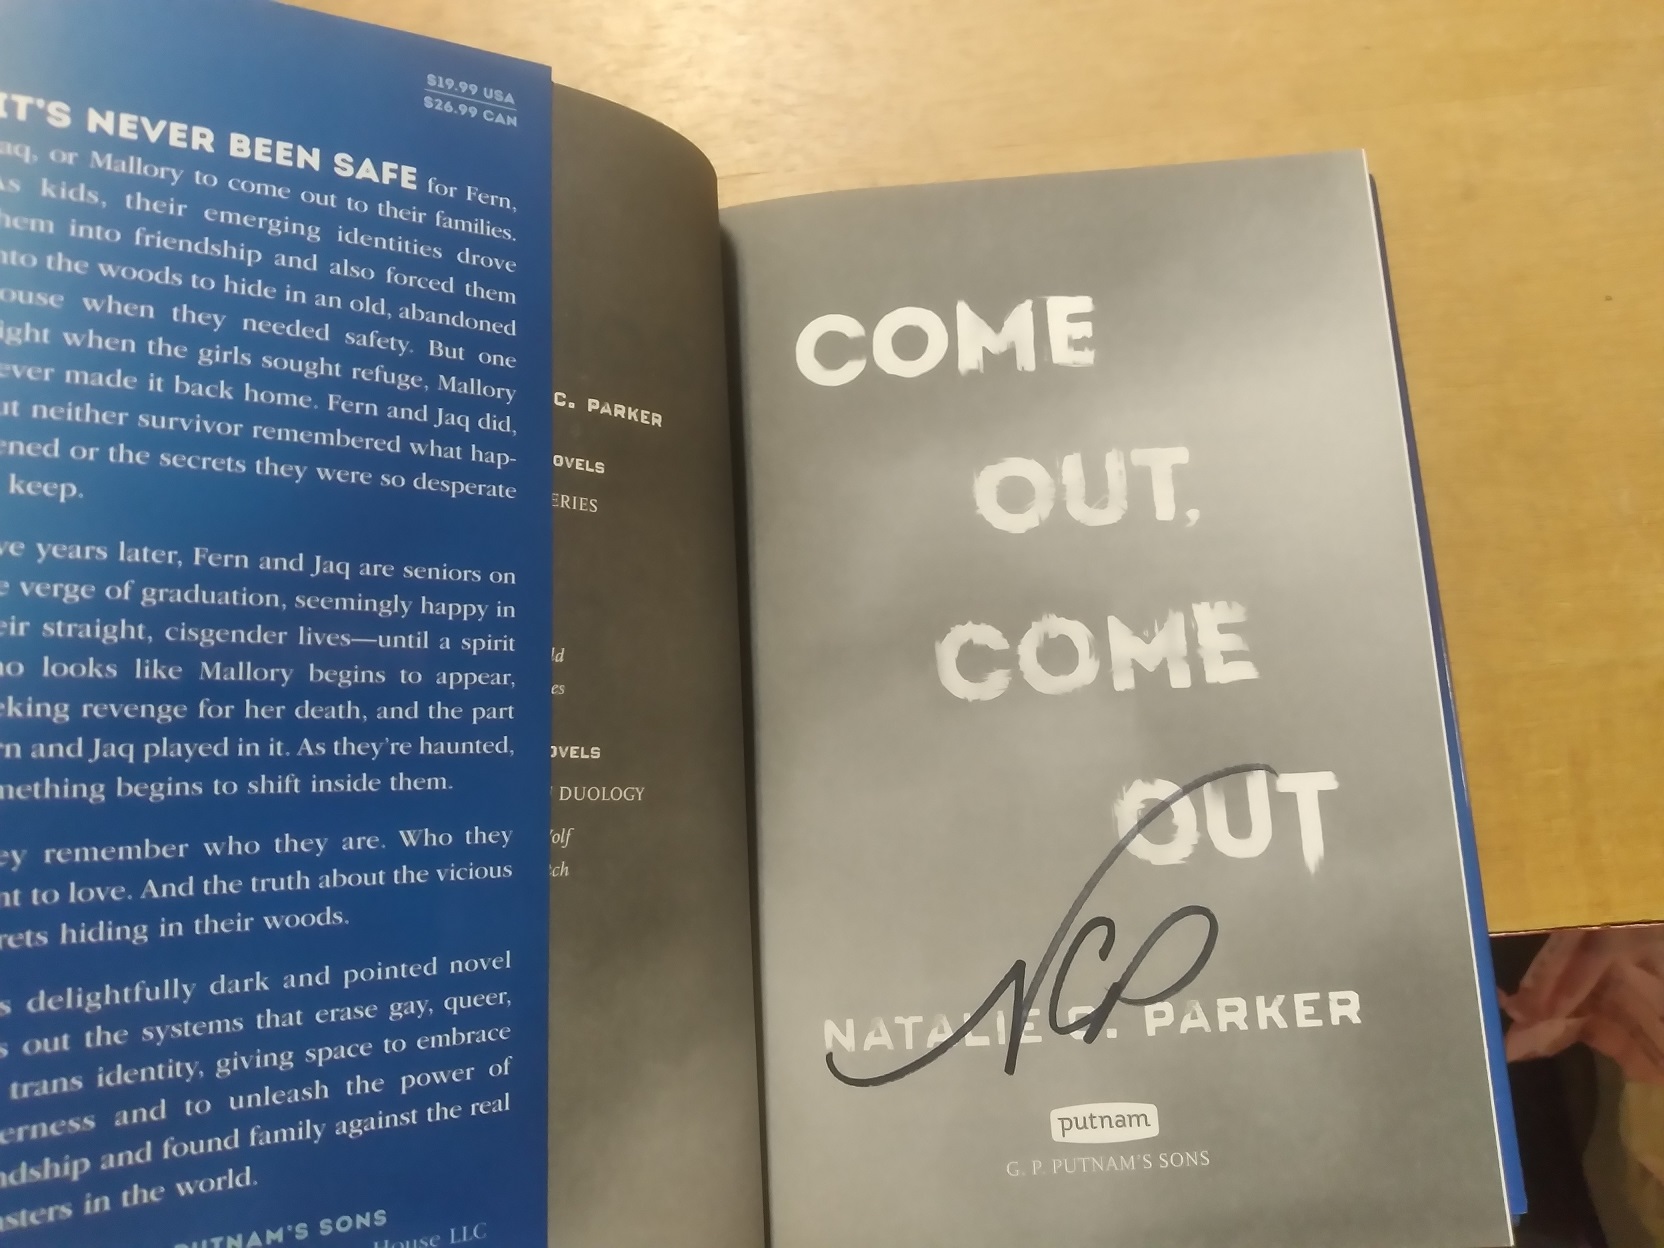 $19.99 USA
$26.99 CAN
IT'S NEVER BEEN SAFE for Fern,
or Mallory to come out to their families.
kids, their emerging identities drove
into friendship and also forced them
the woods to hide in an old, abandoned
when they needed safety. But one
when the girls sought refuge, Mallory
made it back home. Fern and Jaq did,
neither survivor remembered what hap-
or the secrets they were so desperate
keep.
years later, Fern and Jaq are seniors on
verge of graduation, seemingly happy in
straight, cisgender lives—until a spirit
looks like Mallory begins to appear,
revenge for her death, and the part
and Jaq played in it. As they're haunted,
begins to shift inside them.
remember who they are. Who they
to love. And the truth about the vicious
hiding in their woods.
delightfully dark and pointed novel
out the systems that erase gay, queer,
trans identity, giving space to embrace
and to unleash the power of
and found family against the real
in the world.
PUTNAM'S SONS
House LLC
C. PARKER
DUOLOGY
COME
OUT,
COME
OUT
NCP
NATALIE C. PARKER
putnam
G. P. PUTNAM'S SONS